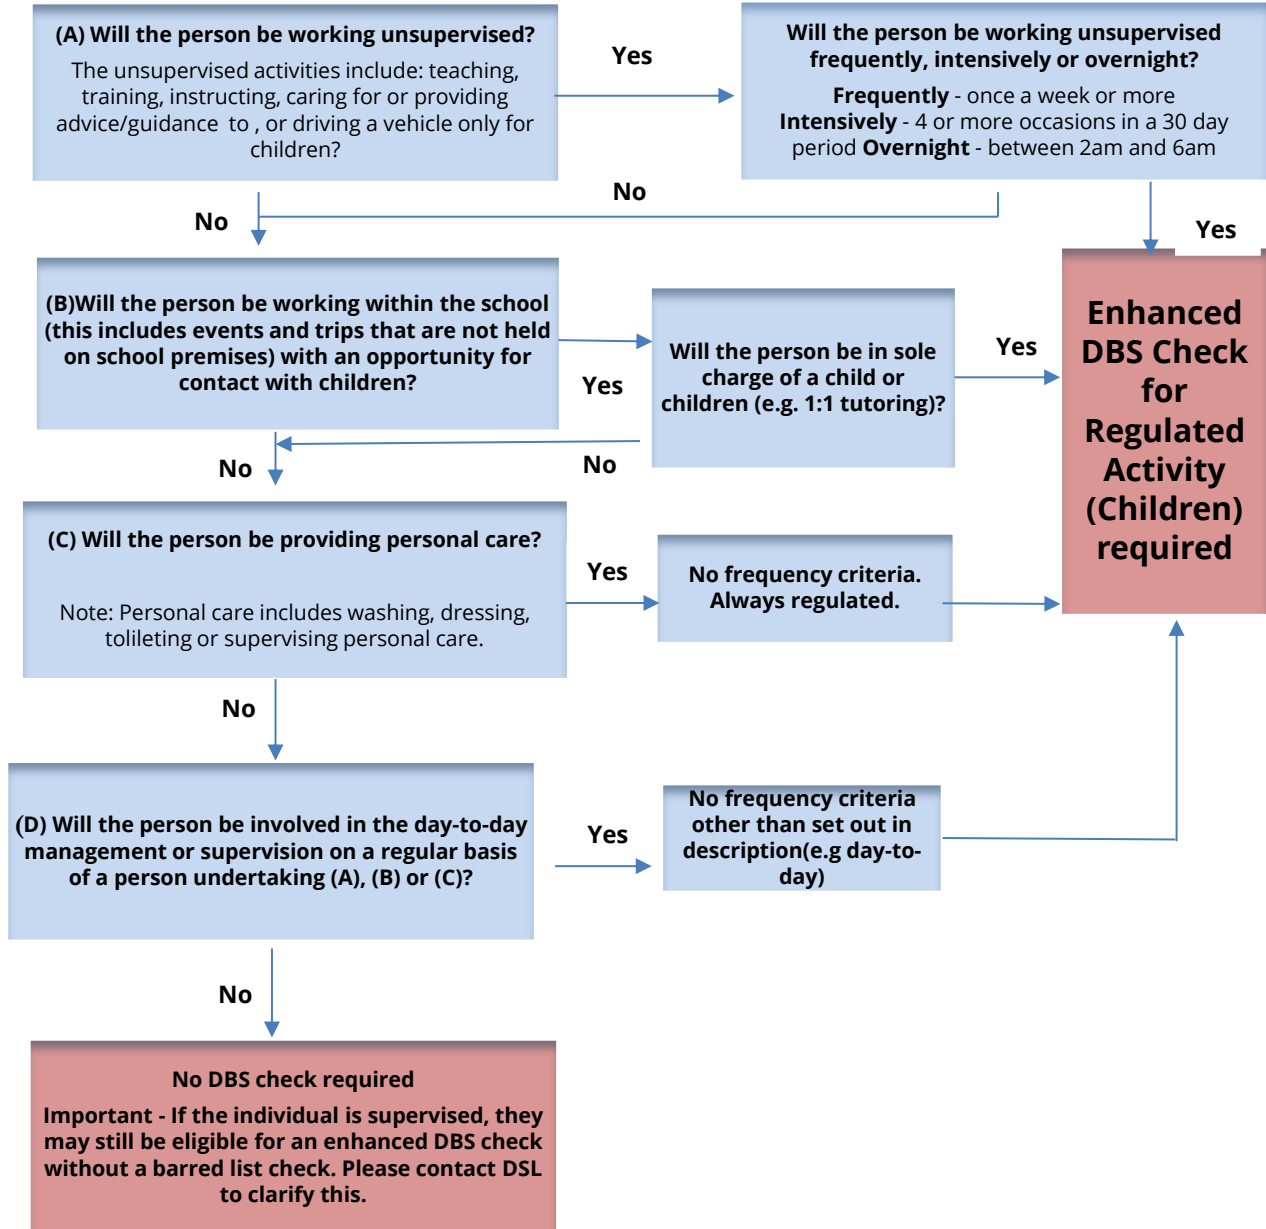 (A) Will the person be working unsupervised?
The unsupervised activities include: teaching,
training, instructing, caring for or providing
advice/guidance to , or driving a vehicle only for
children?
Yes
Will the person be working unsupervised
frequently, intensively or overnight?
Frequently - once a week or more
Intensively - 4 or more occasions in a 30 day
period Overnight - between 2am and 6am
No
No
Yes
(B)Will the person be working within the school
(this includes events and trips that are not held
on school premises) with an opportunity for
contact with children?
Yes
Will the person be in sole
charge of a child or
children (e.g. 1:1 tutoring)?
Yes
Enhanced
DBS Check
for
Regulated
Activity
(Children)
required
No
No
(C) Will the person be providing personal care?
Note: Personal care includes washing, dressing,
tolileting or supervising personal care.
Yes
No frequency criteria.
Always regulated.
No
(D) Will the person be involved in the day-to-day
management or supervision on a regular basis
of a person undertaking (A), (B) or (C)?
Yes
No frequency criteria
other than set out in
description(e.g day-to-
day)
No
No DBS check required
Important - If the individual is supervised, they
may still be eligible for an enhanced DBS check
without a barred list check. Please contact DSL
to clarify this.